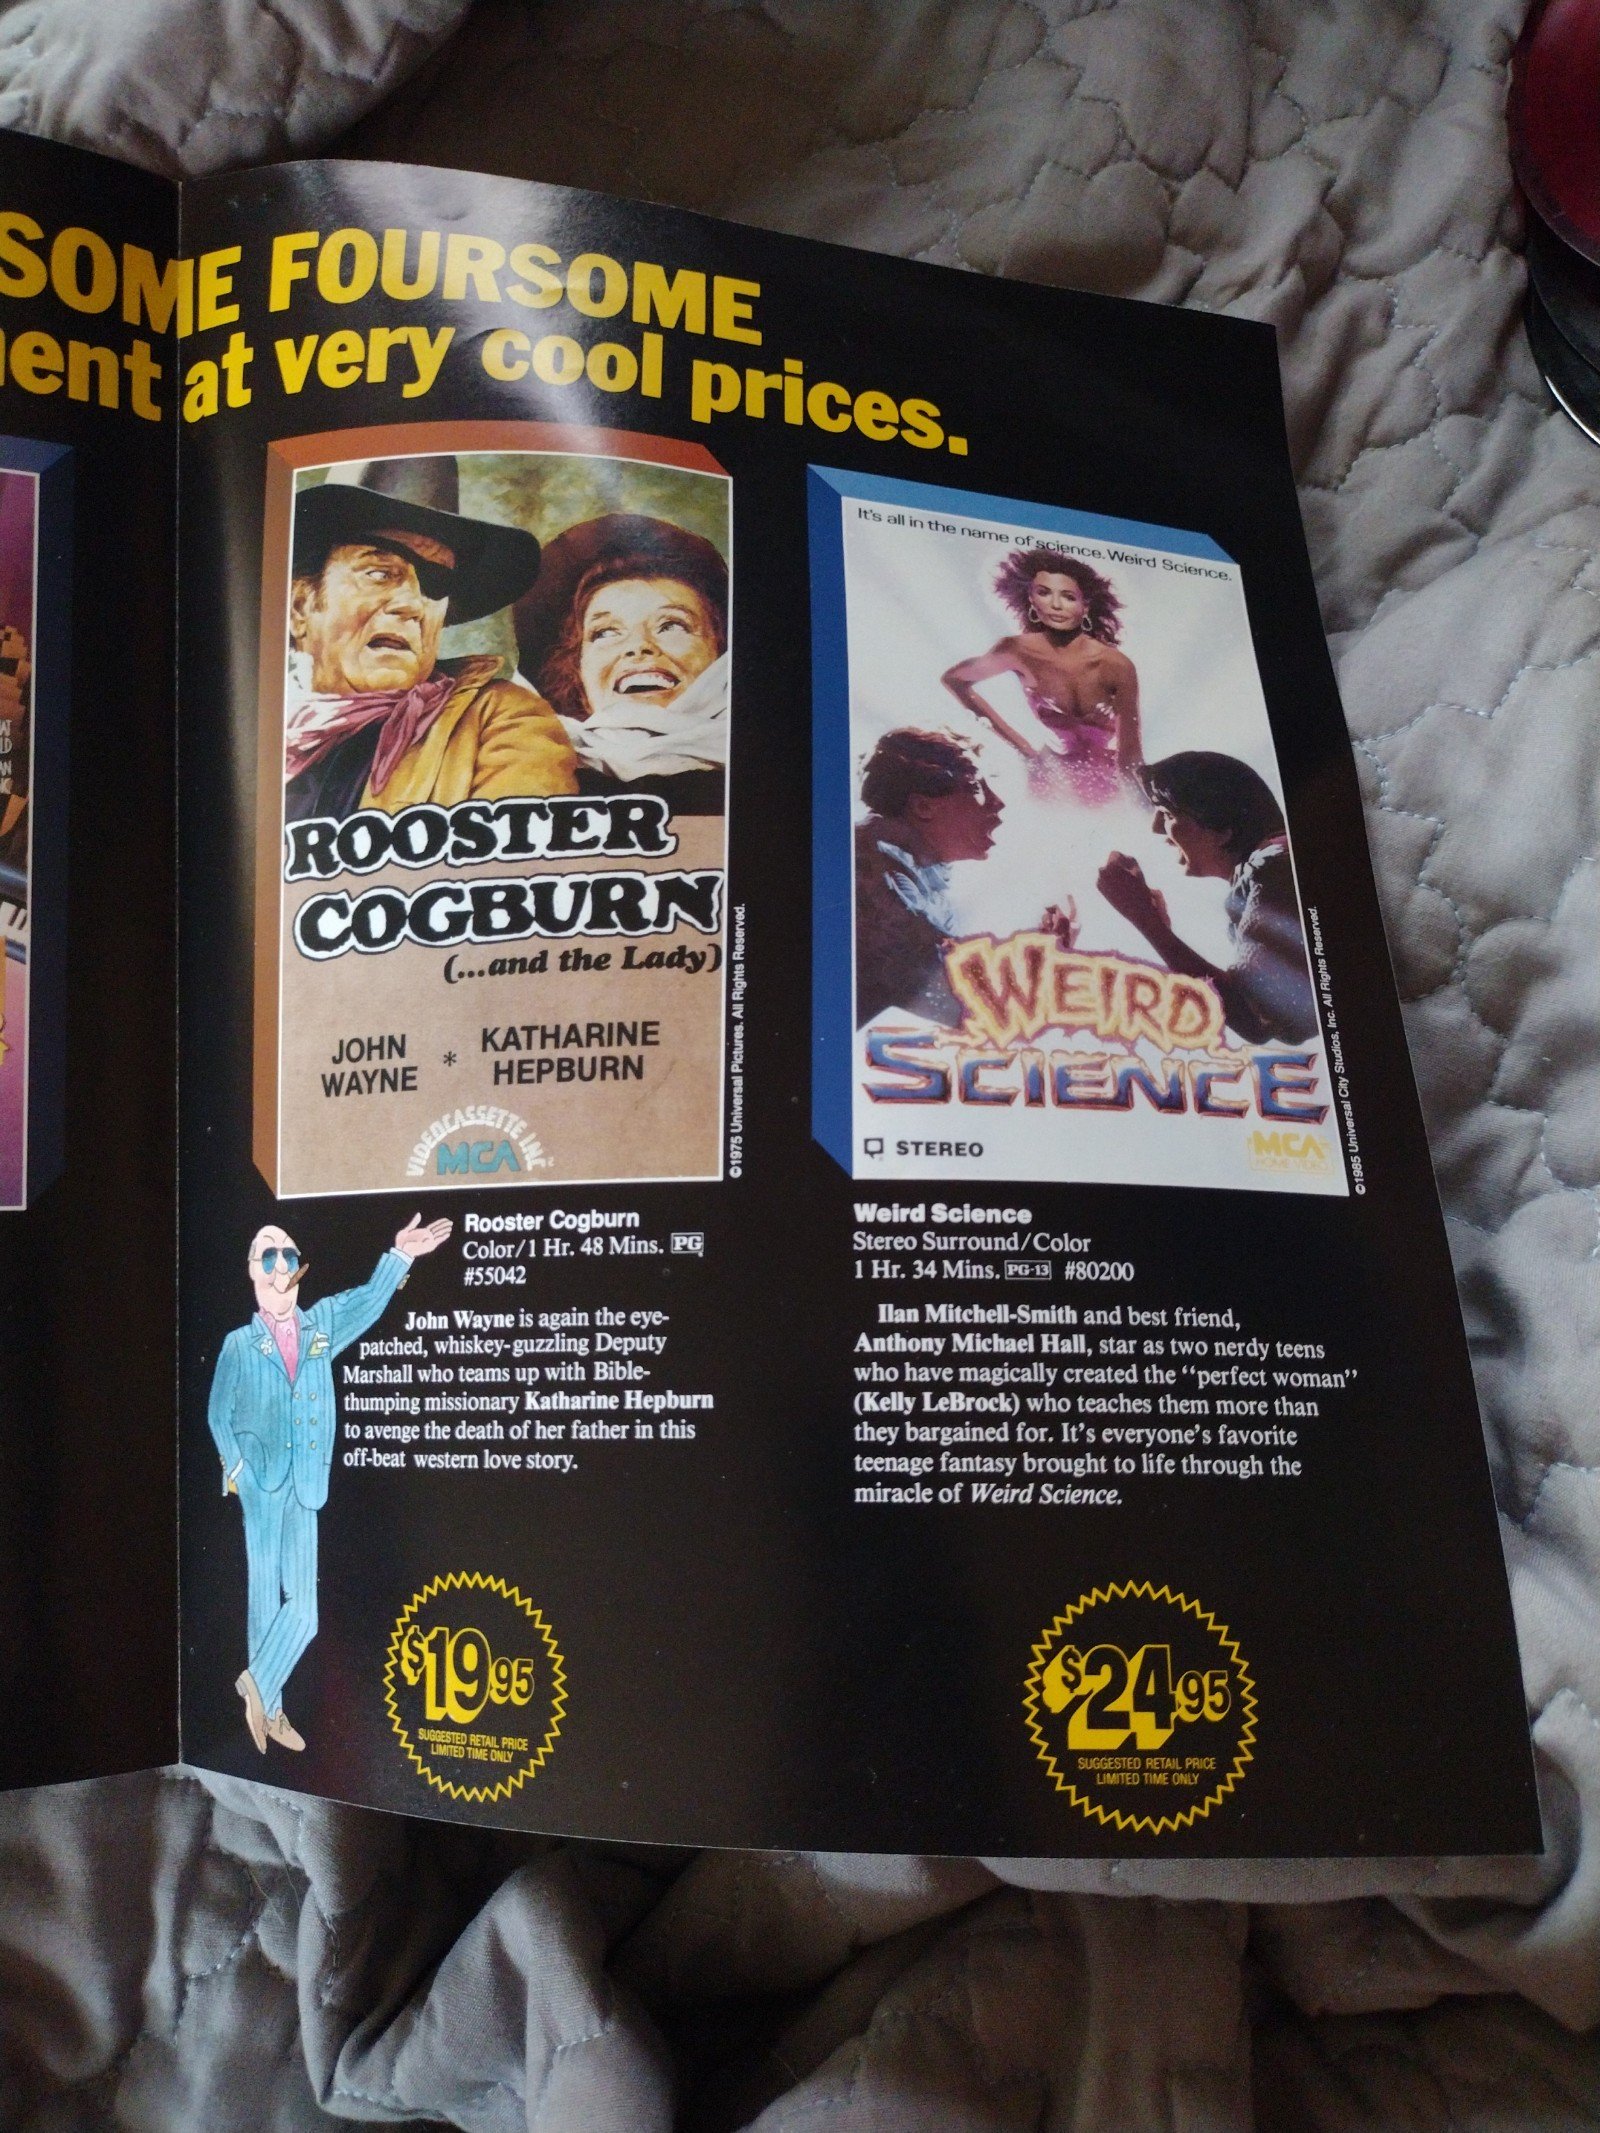 SOME FOURSOME
ent at very cool prices.
ROOSTER
COGBURN
(...and the Lady)
JOHN
WAYNE
*
KATHARINE
HEPBURN
VIDEOCASSETTE INC
MCA
©1975 Universal Pictures. All Rights Reserved.
It's all in the name of science. Weird Science.
WEIRD
SCIENCE
STEREO
MCA
HOME VIDEO
©1985 Universal City Studios, Inc. All Rights Reserved.
Rooster Cogburn
Color/1 Hr. 48 Mins. PG
#55042
John Wayne is again the eye-
patched, whiskey-guzzling Deputy
Marshall who teams up with Bible-
thumping missionary Katharine Hepburn
to avenge the death of her father in this
off-beat western love story.
$19.95
SUGGESTED RETAIL PRICE
LIMITED TIME ONLY
Weird Science
Stereo Surround/Color
1 Hr. 34 Mins. PG-13 #80200
Ilan Mitchell-Smith and best friend,
Anthony Michael Hall, star as two nerdy teens
who have magically created the "perfect woman"
(Kelly LeBrock) who teaches them more than
they bargained for. It's everyone's favorite
teenage fantasy brought to life through the
miracle of Weird Science.
$24.95
SUGGESTED RETAIL PRICE
LIMITED TIME ONLY